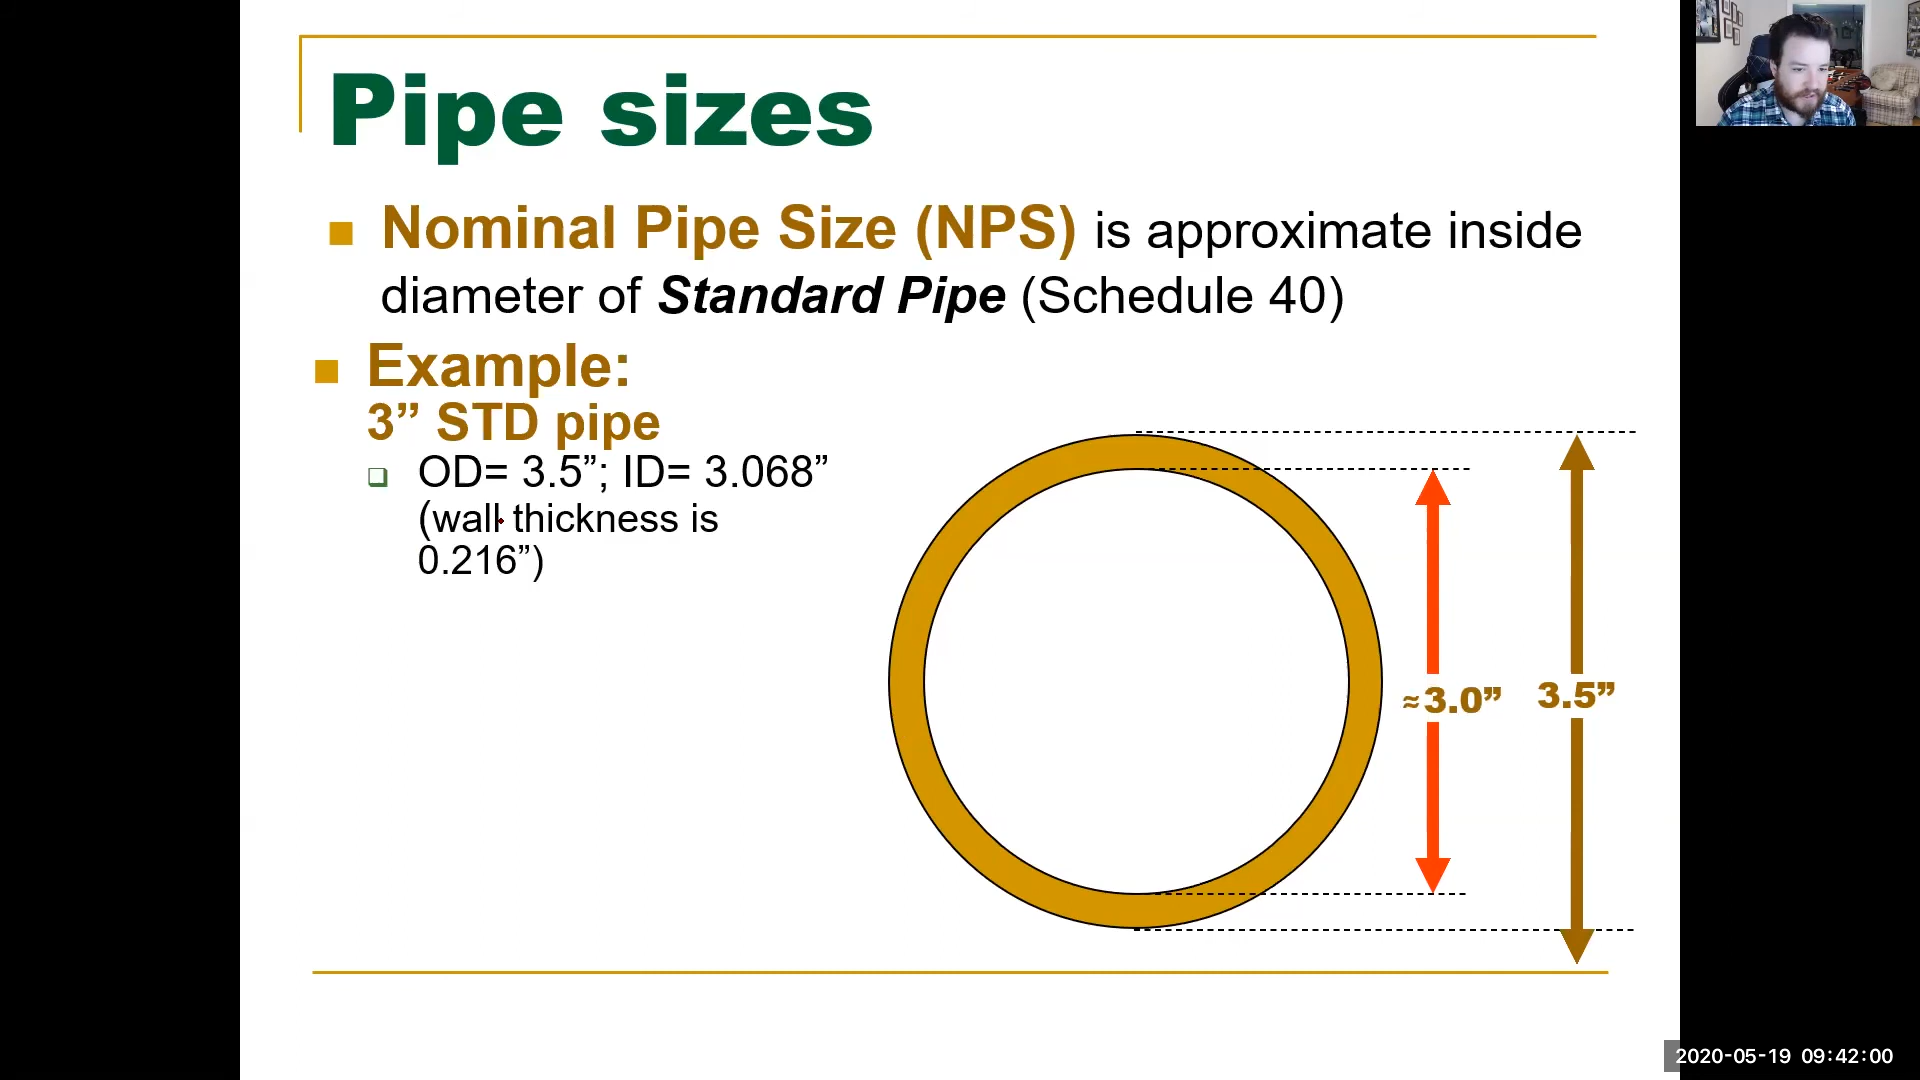 Pipe sizes
Nominal Pipe Size (NPS) is approximate inside
diameter of Standard Pipe (Schedule 40)
Example:
3” STD pipe
OD= 3.5”; ID= 3.068”
(wall thickness is
0.216”)
≈3.0”
3.5”
2020-05-19 09:42:00